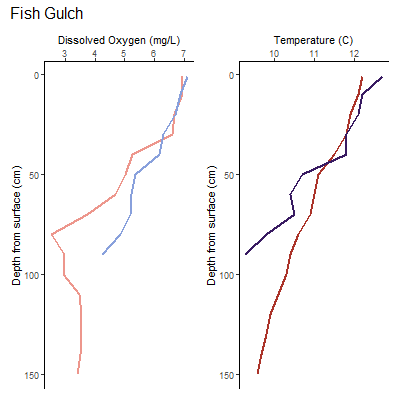 Fish Gulch
Dissolved Oxygen (mg/L)
3 4 5 6 7
Depth from surface (cm)
0
50
100
150
Temperature (C)
10 11 12
Depth from surface (cm)
0
50
100
150